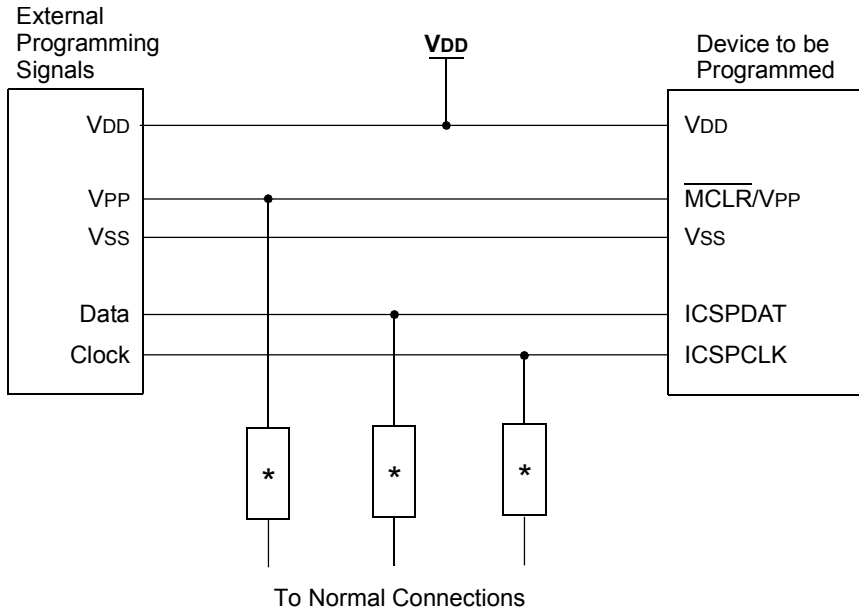 External
Programming
Signals
VDD
Device to be
Programmed
VDD
VDD
VPP
MCLR/VPP
VSS
VSS
Data
ICSPDAT
Clock
ICSPCLK
*
*
*
To Normal Connections